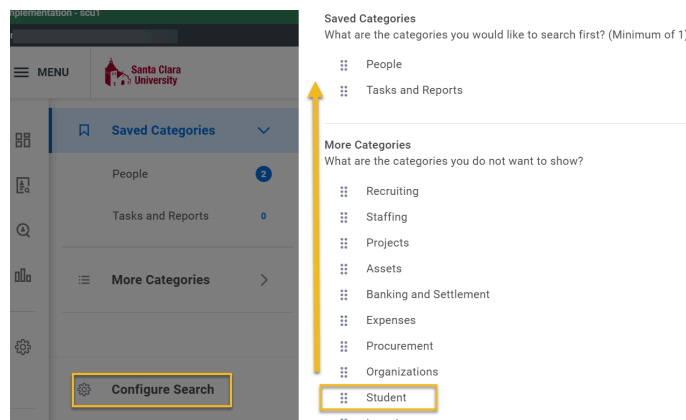 implementation - scu1
MENU
Santa Clara
University
Saved Categories
People
2
Tasks and Reports
0
More Categories
Configure Search
Saved Categories
What are the categories you would like to search first? (Minimum of 1)
People
Tasks and Reports
More Categories
What are the categories you do not want to show?
Recruiting
Staffing
Projects
Assets
Banking and Settlement
Expenses
Procurement
Organizations
Student